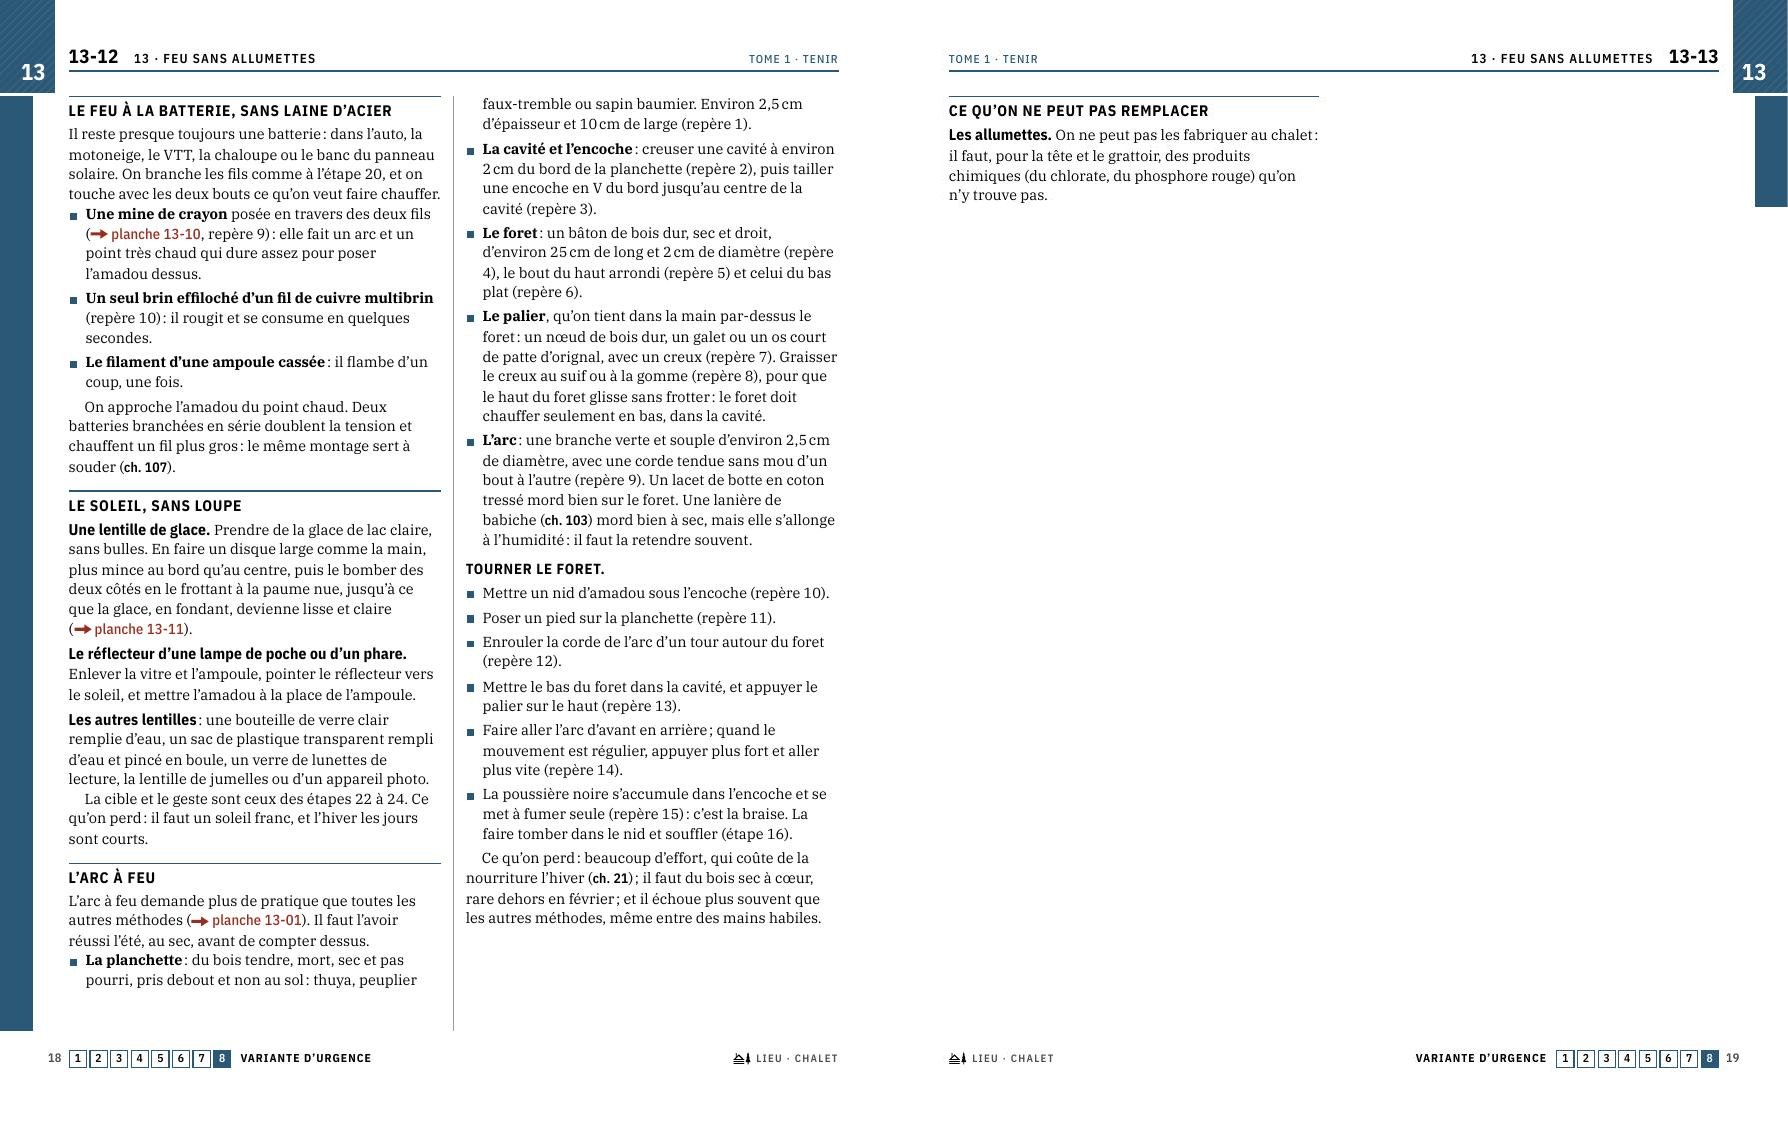 13
13-12 13 · FEU SANS ALLUMETTES
TOME 1 · TENIR
LE FEU À LA BATTERIE, SANS LAINE D’ACIER
Il reste presque toujours une batterie : dans l’auto, la
motoneige, le VTT, la chaloupe ou le banc du panneau
solaire. On branche les fils comme à l’étape 20, et on
touche avec les deux bouts ce qu’on veut faire chauffer.
■ Une mine de crayon posée en travers des deux fils
(➞ planche 13-10, repère 9) : elle fait un arc et un
point très chaud qui dure assez pour poser
l’amadou dessus.
■ Un seul brin effiloché d’un fil de cuivre multibrin
(repère 10) : il rougit et se consume en quelques
secondes.
■ Le filament d’une ampoule cassée : il flambe d’un
coup, une fois.
On approche l’amadou du point chaud. Deux
batteries branchées en série doublent la tension et
chauffent un fil plus gros : le même montage sert à
souder (ch. 107).
LE SOLEIL, SANS LOUPE
Une lentille de glace. Prendre de la glace de lac claire,
sans bulles. En faire un disque large comme la main,
plus mince au bord qu’au centre, puis le bomber des
deux côtés en le frottant à la paume nue, jusqu’à ce
que la glace, en fondant, devienne lisse et claire
(➞ planche 13-11).
Le réflecteur d’une lampe de poche ou d’un phare.
Enlever la vitre et l’ampoule, pointer le réflecteur vers
le soleil, et mettre l’amadou à la place de l’ampoule.
Les autres lentilles : une bouteille de verre clair
remplie d’eau, un sac de plastique transparent rempli
d’eau et pincé en boule, un verre de lunettes de
lecture, la lentille de jumelles ou d’un appareil photo.
La cible et le geste sont ceux des étapes 22 à 24. Ce
qu’on perd : il faut un soleil franc, et l’hiver les jours
sont courts.
L’ARC À FEU
L’arc à feu demande plus de pratique que toutes les
autres méthodes (➞ planche 13-01). Il faut l’avoir
réussi l’été, au sec, avant de compter dessus.
■ La planchette : du bois tendre, mort, sec et pas
pourri, pris debout et non au sol : thuya, peuplier
faux-tremble ou sapin baumier. Environ 2,5 cm
d’épaisseur et 10 cm de large (repère 1).
■ La cavité et l’encoche : creuser une cavité à environ
2 cm du bord de la planchette (repère 2), puis tailler
une encoche en V du bord jusqu’au centre de la
cavité (repère 3).
■ Le foret : un bâton de bois dur, sec et droit,
d’environ 25 cm de long et 2 cm de diamètre (repère
4), le bout du haut arrondi (repère 5) et celui du bas
plat (repère 6).
■ Le palier, qu’on tient dans la main par-dessus le
foret : un nœud de bois dur, un galet ou un os court
de patte d’orignal, avec un creux (repère 7). Graisser
le creux au suif ou à la gomme (repère 8), pour que
le haut du foret glisse sans frotter : le foret doit
chauffer seulement en bas, dans la cavité.
■ L’arc : une branche verte et souple d’environ 2,5 cm
de diamètre, avec une corde tendue sans mou d’un
bout à l’autre (repère 9). Un lacet de botte en coton
tressé mord bien sur le foret. Une lanière de
babiche (ch. 103) mord bien à sec, mais elle s’allonge
à l’humidité : il faut la retendre souvent.
TOURNER LE FORET.
■ Mettre un nid d’amadou sous l’encoche (repère 10).
■ Poser un pied sur la planchette (repère 11).
■ Enrouler la corde de l’arc d’un tour autour du foret
(repère 12).
■ Mettre le bas du foret dans la cavité, et appuyer le
palier sur le haut (repère 13).
■ Faire aller l’arc d’avant en arrière ; quand le
mouvement est régulier, appuyer plus fort et aller
plus vite (repère 14).
■ La poussière noire s’accumule dans l’encoche et se
met à fumer seule (repère 15) : c’est la braise. La
faire tomber dans le nid et souffler (étape 16).
Ce qu’on perd : beaucoup d’effort, qui coûte de la
nourriture l’hiver (ch. 21) ; il faut du bois sec à cœur,
rare dehors en février ; et il échoue plus souvent que
les autres méthodes, même entre des mains habiles.
18 1 2 3 4 5 6 7 8 VARIANTE D’URGENCE
LIEU · CHALET
TOME 1 · TENIR
13 · FEU SANS ALLUMETTES 13-13
13
CE QU’ON NE PEUT PAS REMPLACER
Les allumettes. On ne peut pas les fabriquer au chalet :
il faut, pour la tête et le grattoir, des produits
chimiques (du chlorate, du phosphore rouge) qu’on
n’y trouve pas.
LIEU · CHALET
VARIANTE D’URGENCE 1 2 3 4 5 6 7 8 19